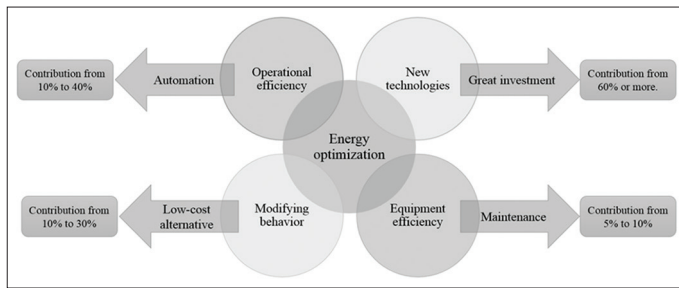 Contribution from
10% to 40%
Automation
Operational
efficiency
New
technologies
Great investment
Contribution from
60% or more.
Energy
optimization
Contribution from
10% to 30%
Low-cost
alternative
Modifying
behavior
Equipment
efficiency
Maintenance
Contribution from
5% to 10%